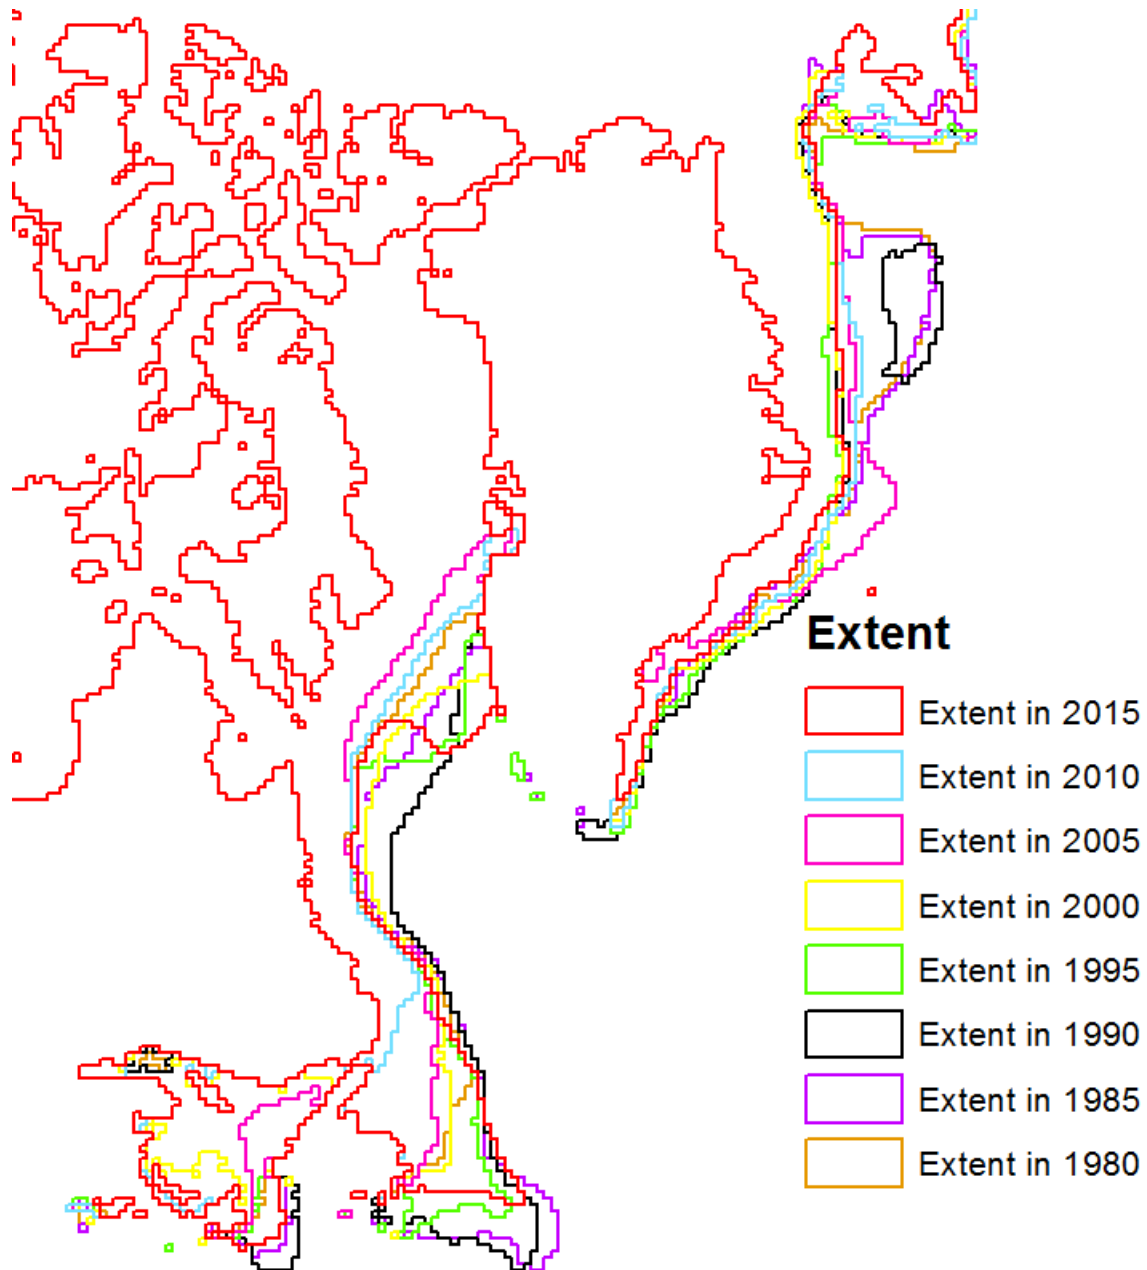 Extent
Extent in 2015
Extent in 2010
Extent in 2005
Extent in 2000
Extent in 1995
Extent in 1990
Extent in 1985
Extent in 1980